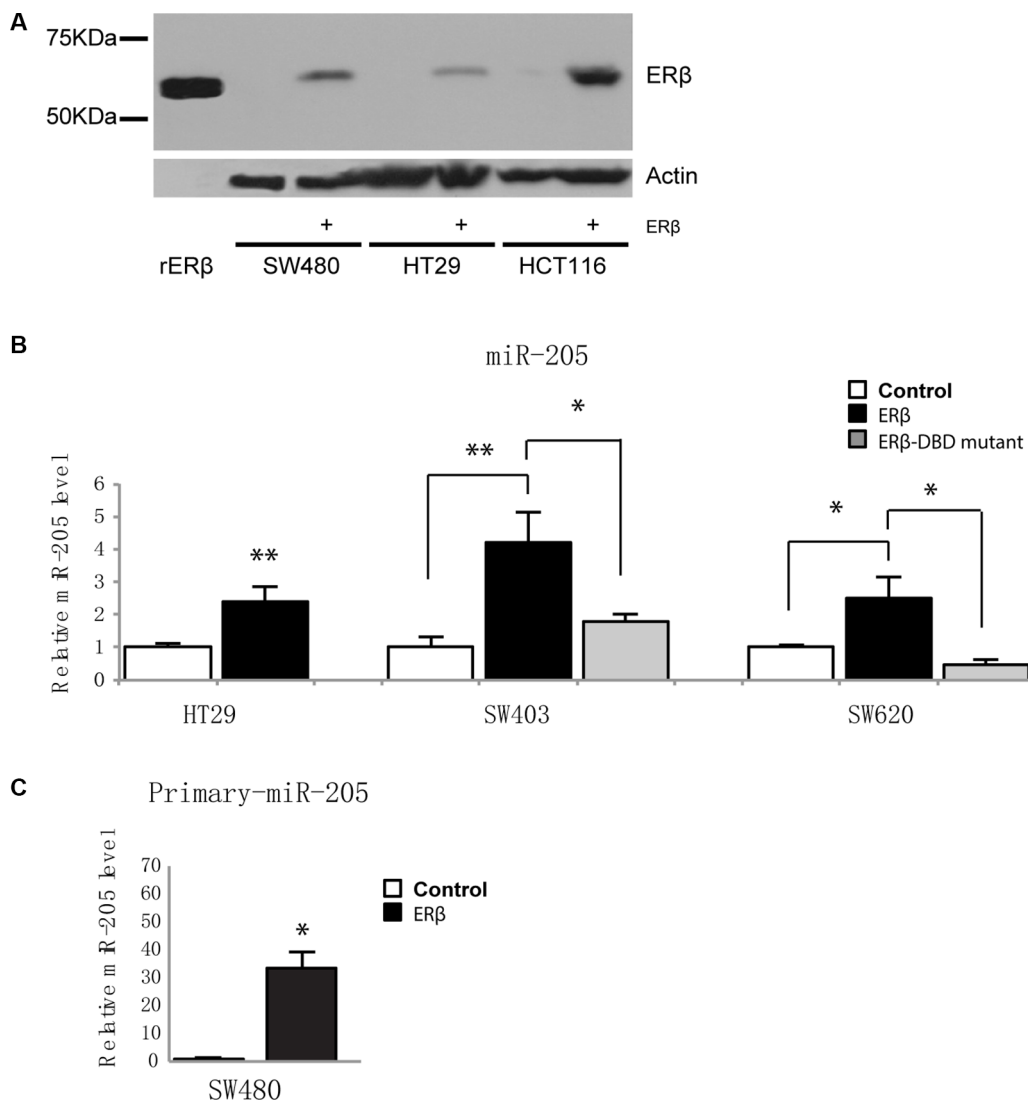 A
75KDa
50KDa
ERβ
Actin
+ + + ERβ
rERβ SW480 HT29 HCT116
B
miR-205
Control
ERβ
ERβ-DBD mutant
Relative miR-205 level
6
5
4
3
2
1
0
**
**
*
*
*
HT29 SW403 SW620
C
Primary-miR-205
Relative miR-205 level
70
60
50
40
30
20
10
0
*
Control
ERβ
SW480